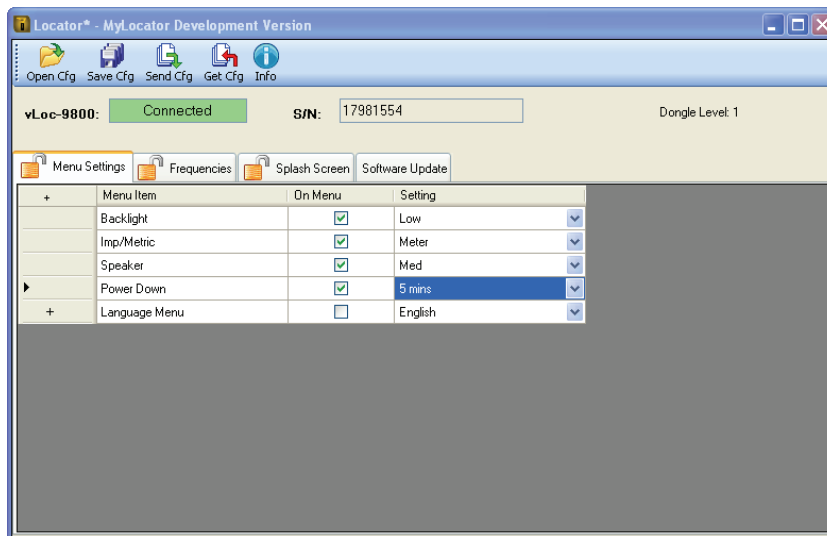 Locator* - MyLocator Development Version
Open Cfg Save Cfg Send Cfg Get Cfg Info
vLoc-9800: Connected S/N: 17981554 Dongle Level: 1
Menu Settings Frequencies Splash Screen Software Update
+ Menu Item On Menu Setting
Backlight Low
Imp/Metric Meter
Speaker Med
Power Down 5 mins
+ Language Menu English